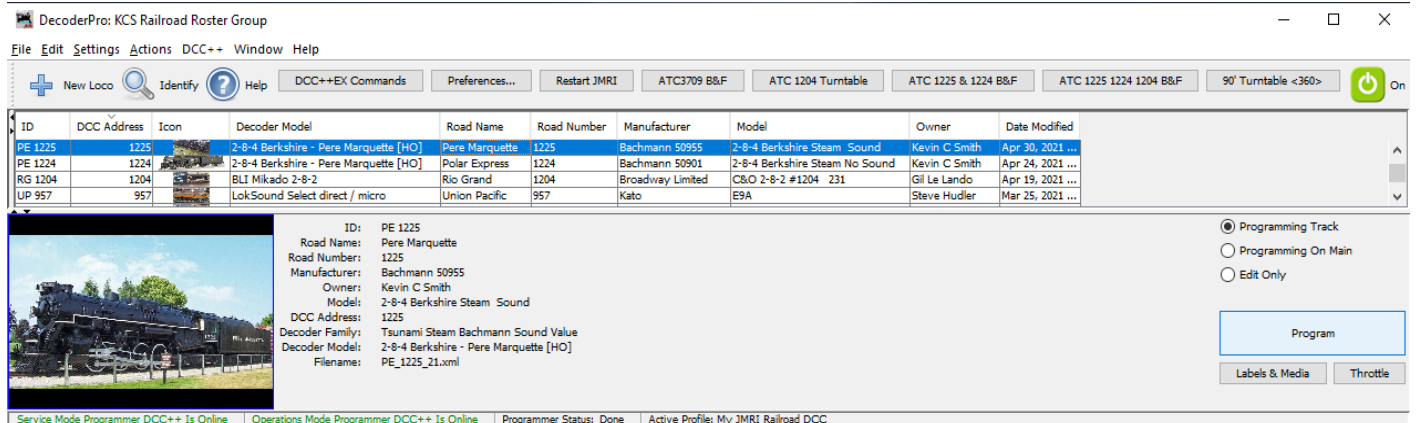 DecoderPro: KCS Railroad Roster Group
File Edit Settings Actions DCC++ Window Help
New Loco Identify Help DCC++EX Commands Preferences... Restart JMRI ATC3709 B&F ATC 1204 Turntable ATC 1225 & 1224 B&F ATC 1225 1224 1204 B&F 90' Turntable <360> On
ID DCC Address Icon Decoder Model Road Name Road Number Manufacturer Model Owner Date Modified
PE 1225 1225 2-8-4 Berkshire - Pere Marquette [HO] Pere Marquette 1225 Bachmann 50955 2-8-4 Berkshire Steam Sound Kevin C Smith Apr 30, 2021 ...
PE 1224 1224 2-8-4 Berkshire - Pere Marquette [HO] Polar Express 1224 Bachmann 50901 2-8-4 Berkshire Steam No Sound Kevin C Smith Apr 24, 2021 ...
RG 1204 1204 BLI Mikado 2-8-2 Rio Grand 1204 Broadway Limited C&O 2-8-2 #1204 231 Gil Le Lando Apr 19, 2021 ...
UP 957 957 LokSound Select direct / micro Union Pacific 957 Kato E9A Steve Hudler Mar 25, 2021 ...
ID: PE 1225
Road Name: Pere Marquette
Road Number: 1225
Manufacturer: Bachmann 50955
Owner: Kevin C Smith
Model: 2-8-4 Berkshire Steam Sound
DCC Address: 1225
Decoder Family: Tsunami Steam Bachmann Sound Value
Decoder Model: 2-8-4 Berkshire - Pere Marquette [HO]
Filename: PE_1225_21.xml
Programming Track
Programming On Main
Edit Only
Program
Labels & Media Throttle
Service Mode Programmer DCC++ Is Online Operations Mode Programmer DCC++ Is Online Programmer Status: Done Active Profile: My JMRI Railroad DCC